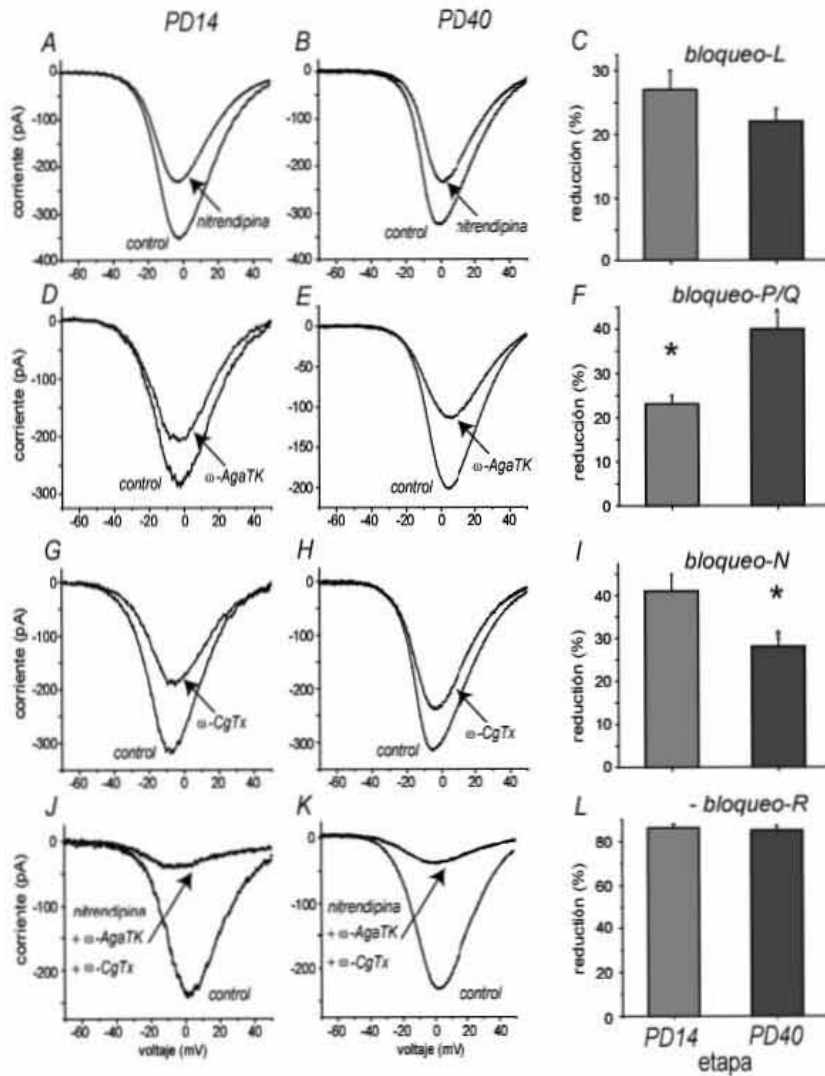 PD14 PD40
A B C bloqueo-L
0 0 30
-100 -100 20
-200 -200 10
-300 -300 0
-400 -400
corriente (pA) reducción (%)
nitrendipina nitrendipina
control control
-60 -40 -20 0 20 40 -60 -40 -20 0 20 40
D E F bloqueo-P/Q
0 0 40
-100 -50 30
-200 -100 20
-300 -150 10
-200 0
corriente (pA) reducción (%)
*
control ω-AgaTK control ω-AgaTK
-60 -40 -20 0 20 40 -60 -40 -20 0 20 40
G H I bloqueo-N
0 0 40
-100 -100 30
-200 -200 20
-300 -300 10
0
corriente (pA) reductión (%)
*
control ω-CgTx control ω-CgTx
-60 -40 -20 0 20 40 -60 -40 -20 0 20 40
J K L - bloqueo-R
0 0 80
-100 -100 60
-200 -200 40
20
0
corriente (pA) reductión (%)
nitrendipina nitrendipina
+ ω-AgaTK + ω-AgaTK
+ ω-CgTx + ω-CgTx
control control
-60 -40 -20 0 20 40 -60 -40 -20 0 20 40
voltaje (mV) voltaje (mV) PD14 PD40
etapa